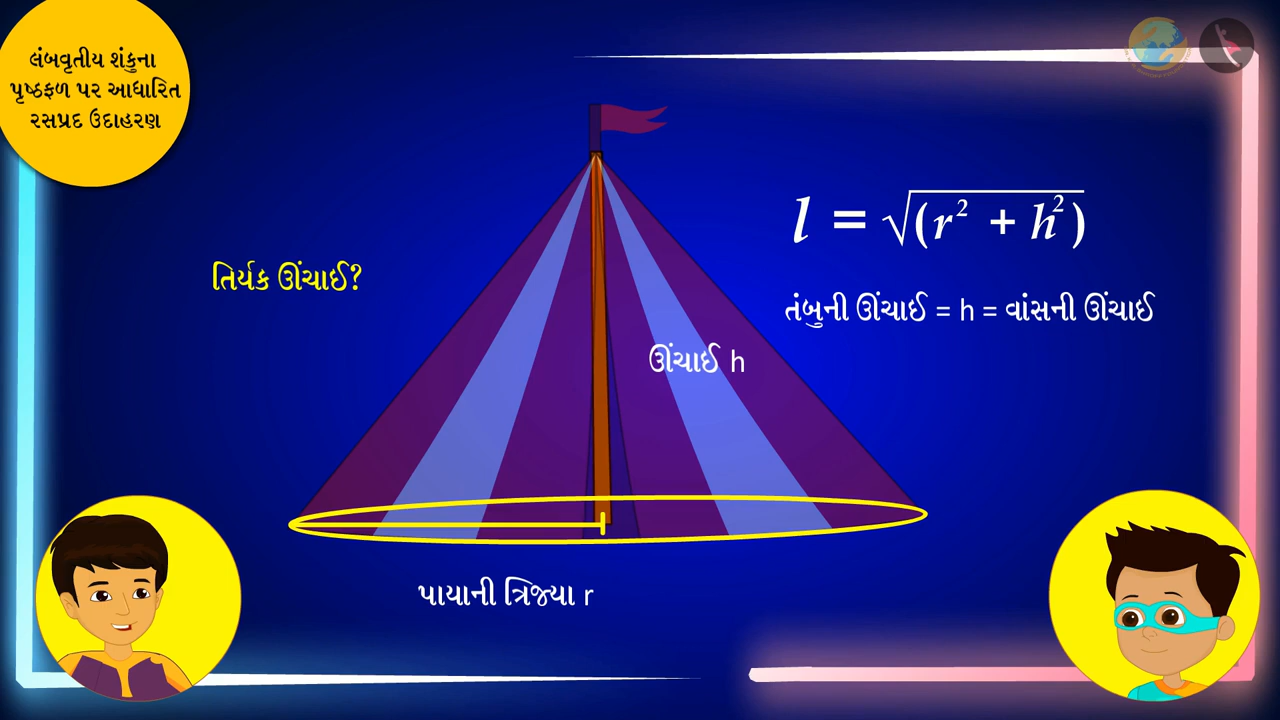 લંબવૃતીય શંકુના
પૃષ્ઠફળ પર આધારિત
રસપ્રદ ઉદાહરણ
l = √(r² + h²)
તિર્યક ઊંચાઈ?
તંબુની ઊંચાઈ = h = વાંસની ઊંચાઈ
ઊંચાઈ h
પાયાની ત્રિજ્યા r